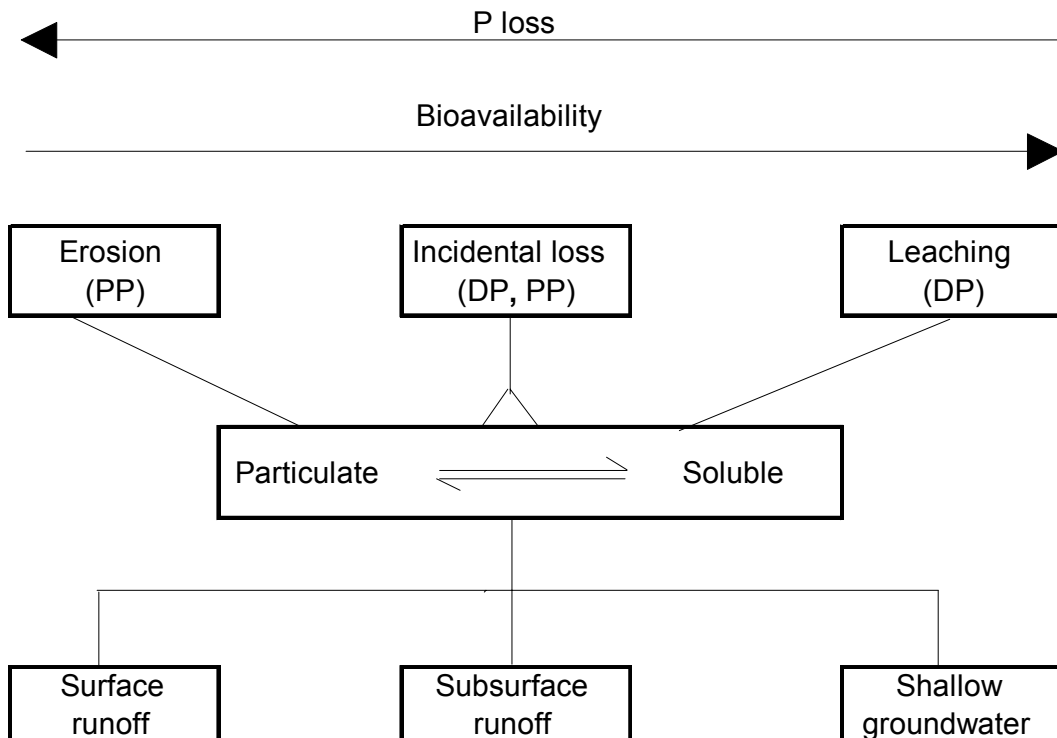 P loss
Bioavailability
Erosion
(PP)
Incidental loss
(DP, PP)
Leaching
(DP)
Particulate
Soluble
Surface
runoff
Subsurface
runoff
Shallow
groundwater